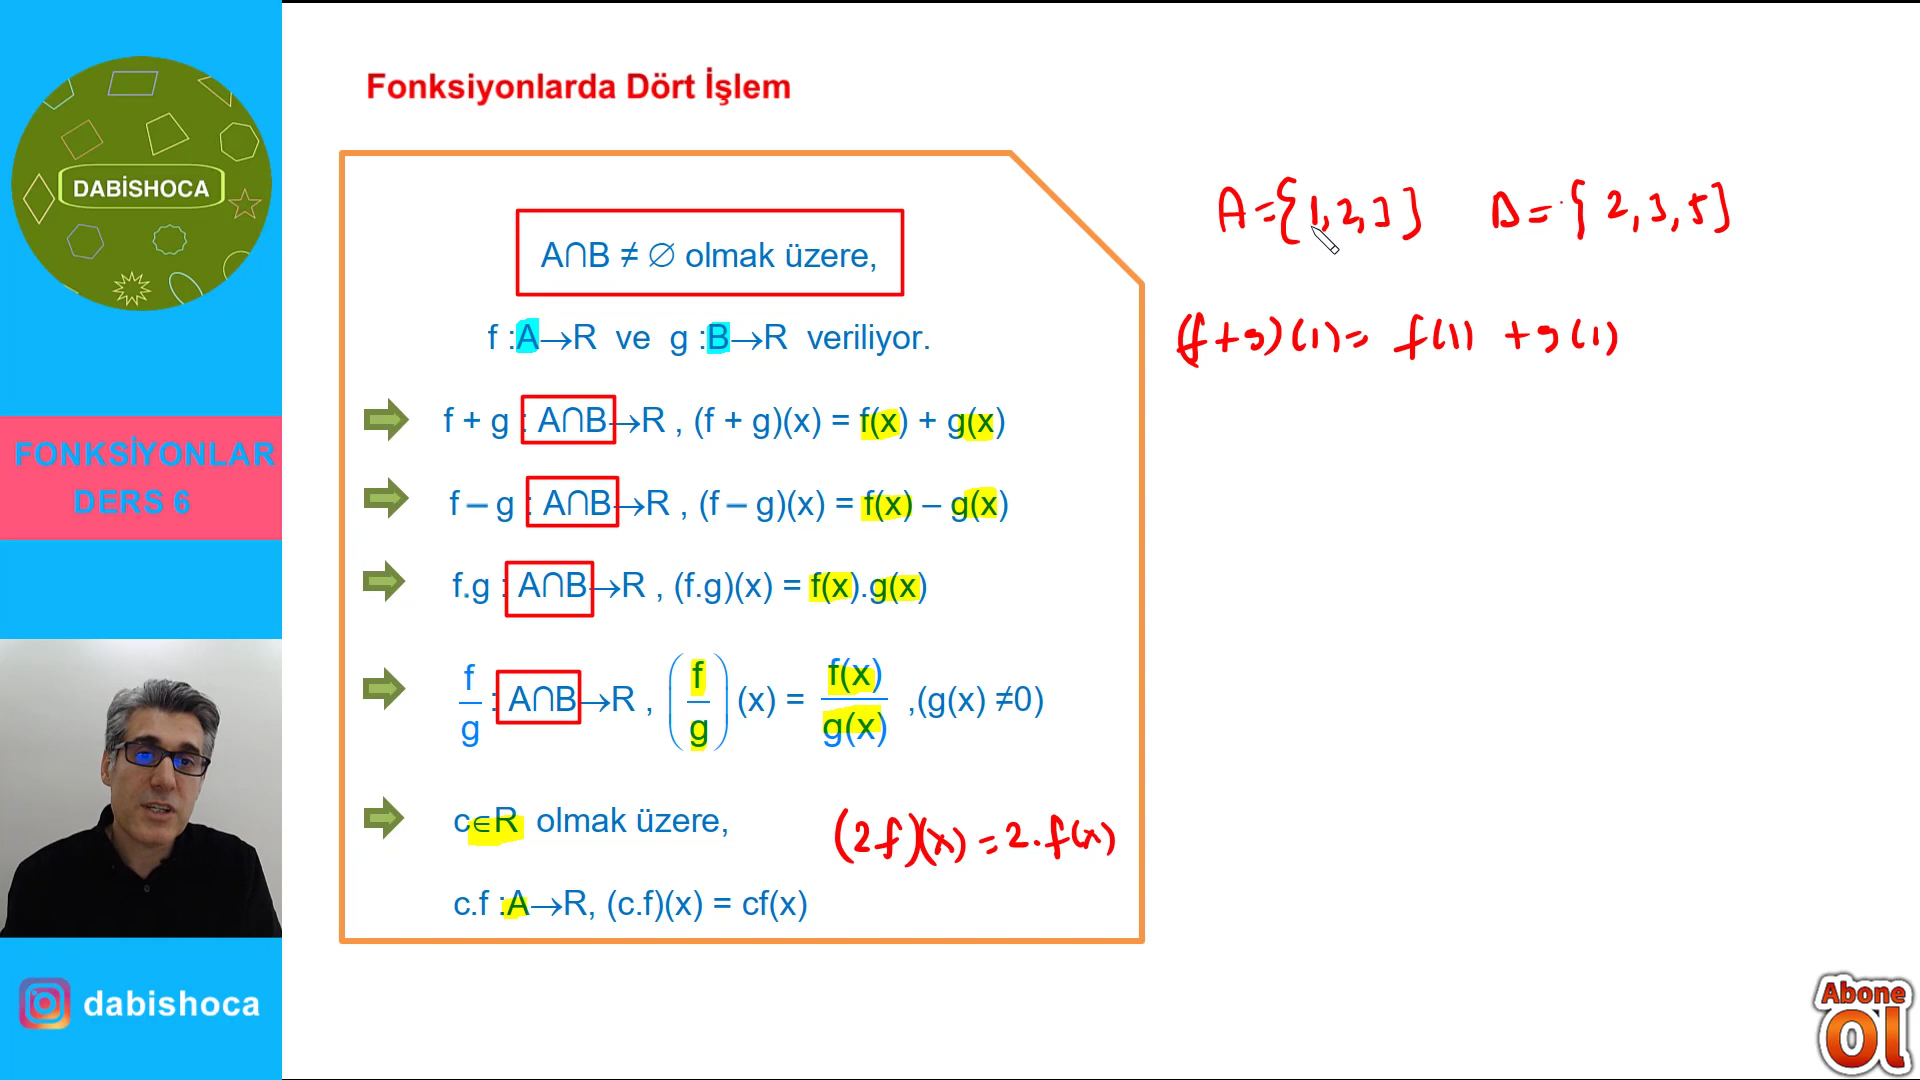 DABİSHOCA
FONKSİYONLAR
DERS 6
dabishoca
Fonksiyonlarda Dört İşlem
A∩B ≠ ∅ olmak üzere,
f :A→R ve g :B→R veriliyor.
f + g : A∩B→R , (f + g)(x) = f(x) + g(x)
f – g : A∩B→R , (f – g)(x) = f(x) – g(x)
f.g : A∩B→R , (f.g)(x) = f(x).g(x)
f/g : A∩B→R , (f/g)(x) = f(x)/g(x) ,(g(x) ≠0)
c∈R olmak üzere,
(2f)(x) = 2.f(x)
c.f :A→R, (c.f)(x) = cf(x)
A={1,2,3} B={2,3,5}
(f+g)(1)= f(1) +g(1)
Abone
Ol